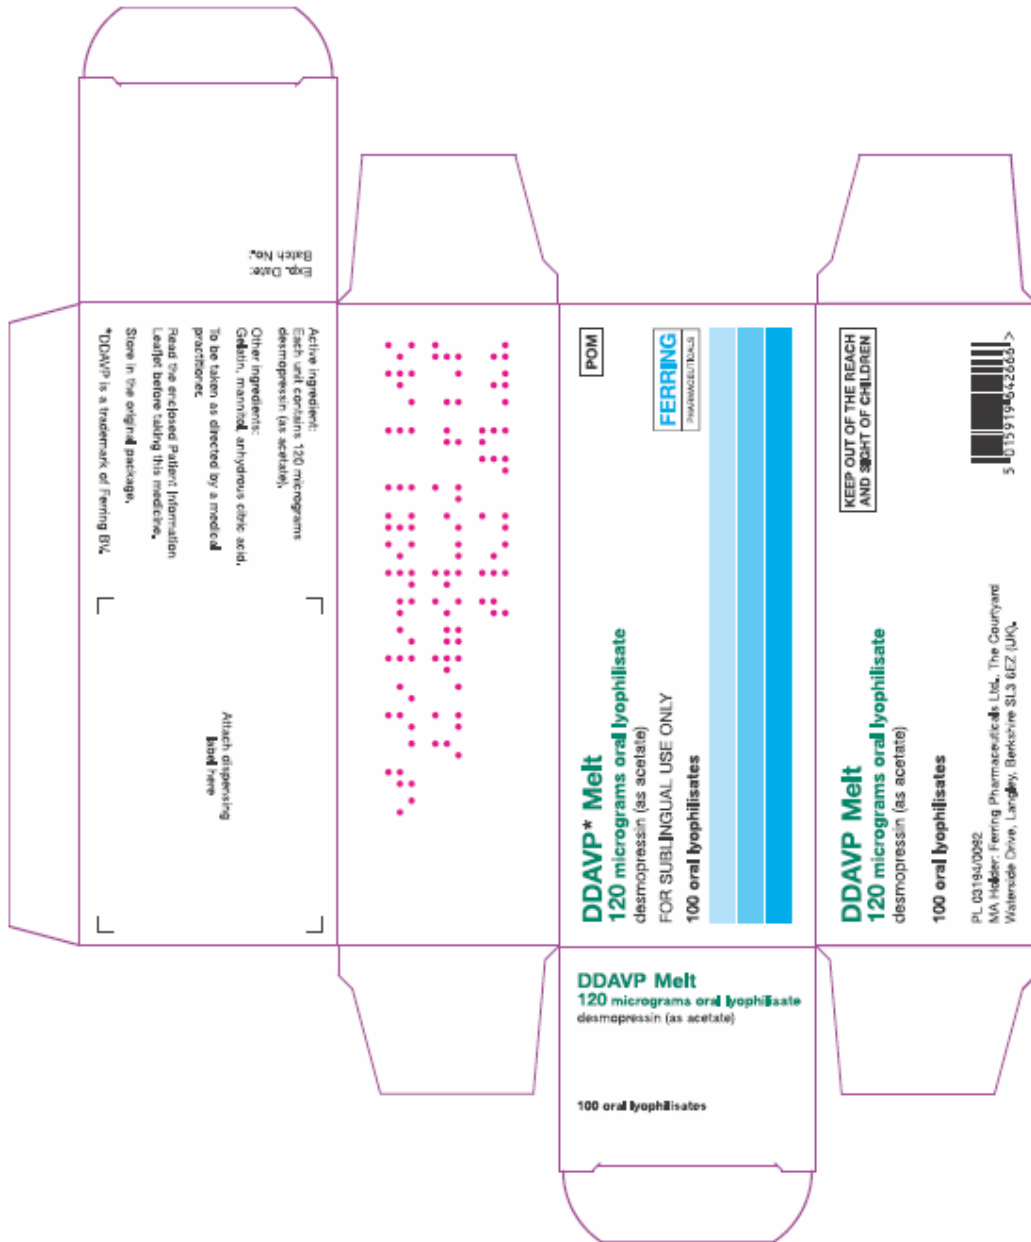 Exp. Date:
Batch No.:
Active ingredient:
Each unit contains 120 micrograms
desmopressin (as acetate).
Other ingredients:
Gelatin, mannitol, anhydrous citric acid.
To be taken as directed by a medical
practitioner.
Read the enclosed Patient Information
Leaflet before taking this medicine.
Store in the original package.
*DDAVP is a trademark of Ferring BV.
Attach dispensing
label here
DDAVP* Melt
120 micrograms oral lyophilisate
desmopressin (as acetate)
FOR SUBLINGUAL USE ONLY
100 oral lyophilisates
POM
FERRING
PHARMACEUTICALS
DDAVP Melt
120 micrograms oral lyophilisate
desmopressin (as acetate)
100 oral lyophilisates
PL 03194/0092
MA Holder: Ferring Pharmaceuticals Ltd., The Courtyard
Waterside Drive, Langley, Berkshire SL3 6EZ (UK).
KEEP OUT OF THE REACH
AND SIGHT OF CHILDREN
5 015919 642666 >
DDAVP Melt
120 micrograms oral lyophilisate
desmopressin (as acetate)
100 oral lyophilisates